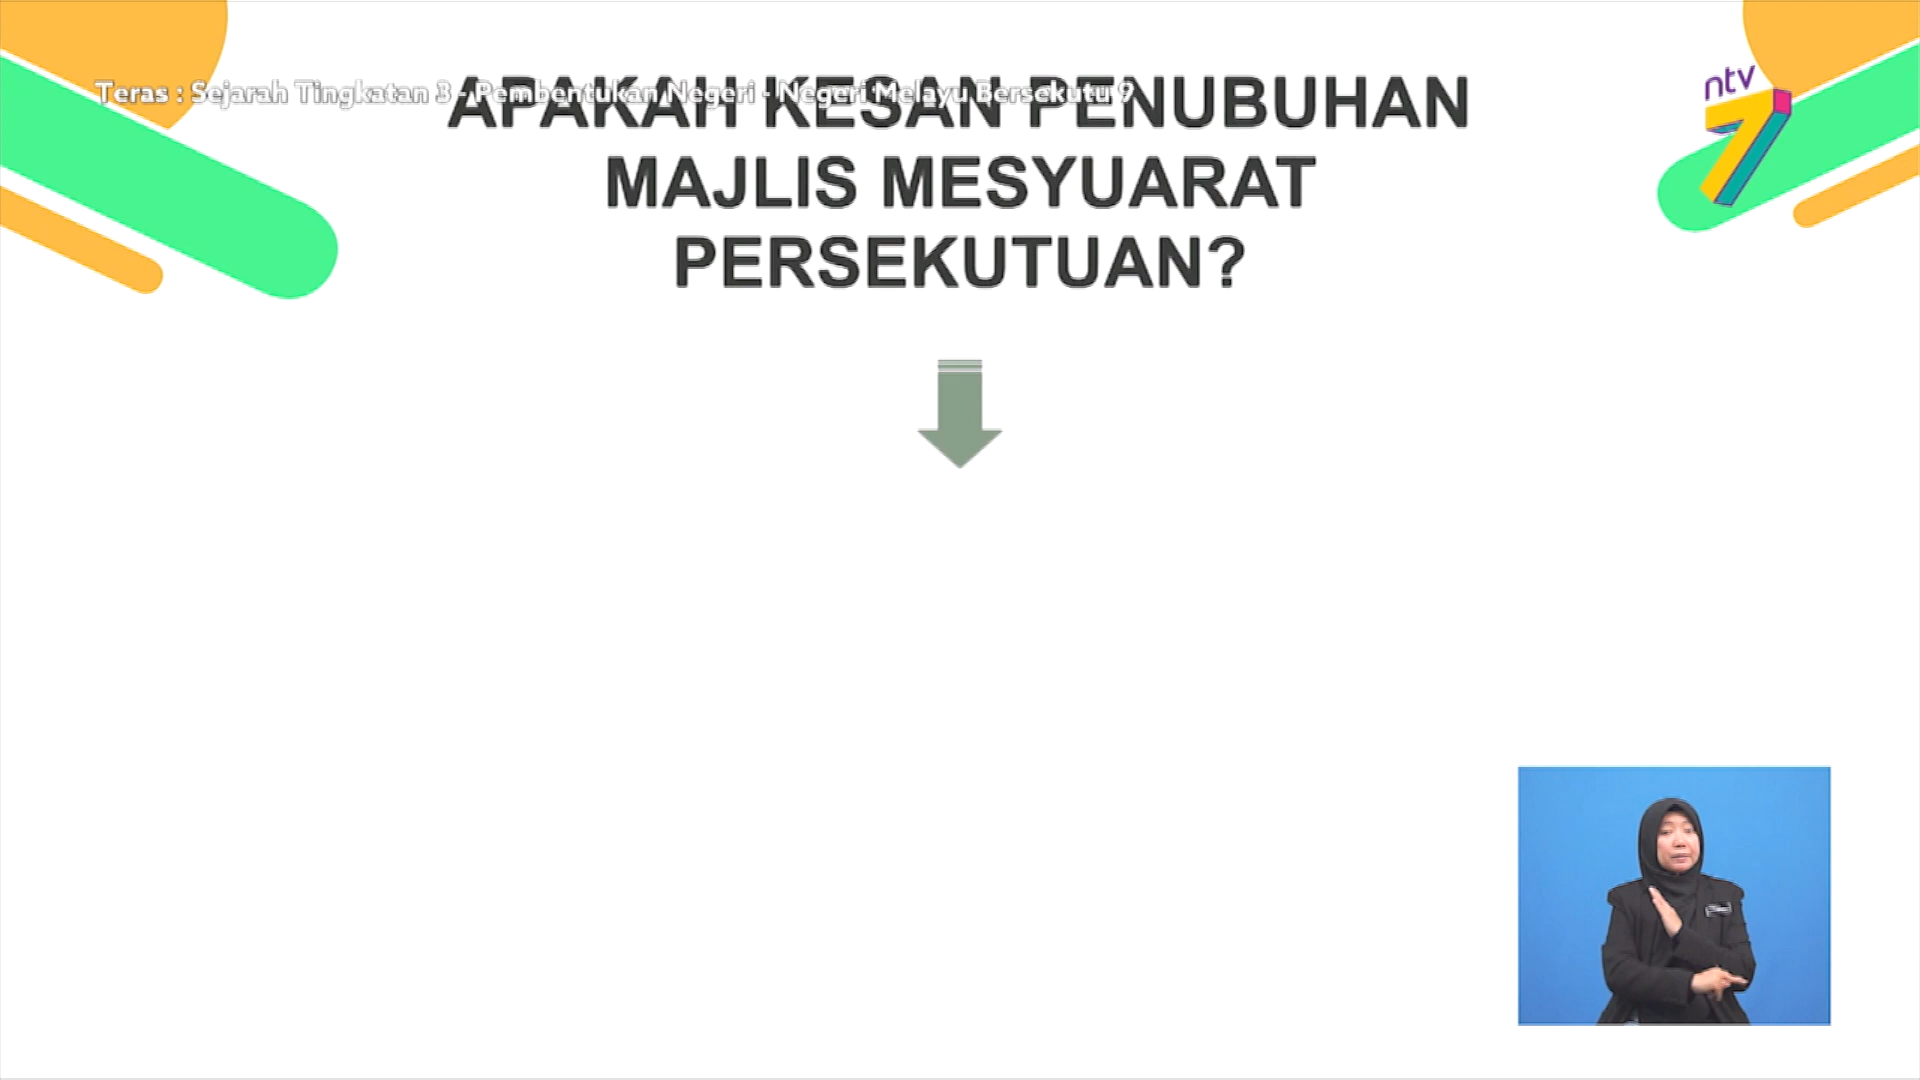 Teras : Sejarah Tingkatan 3 - Pembentukan Negeri - Negeri Melayu Bersekutu 9
APAKAH KESAN PENUBUHAN
MAJLIS MESYUARAT
PERSEKUTUAN?
ntv
7